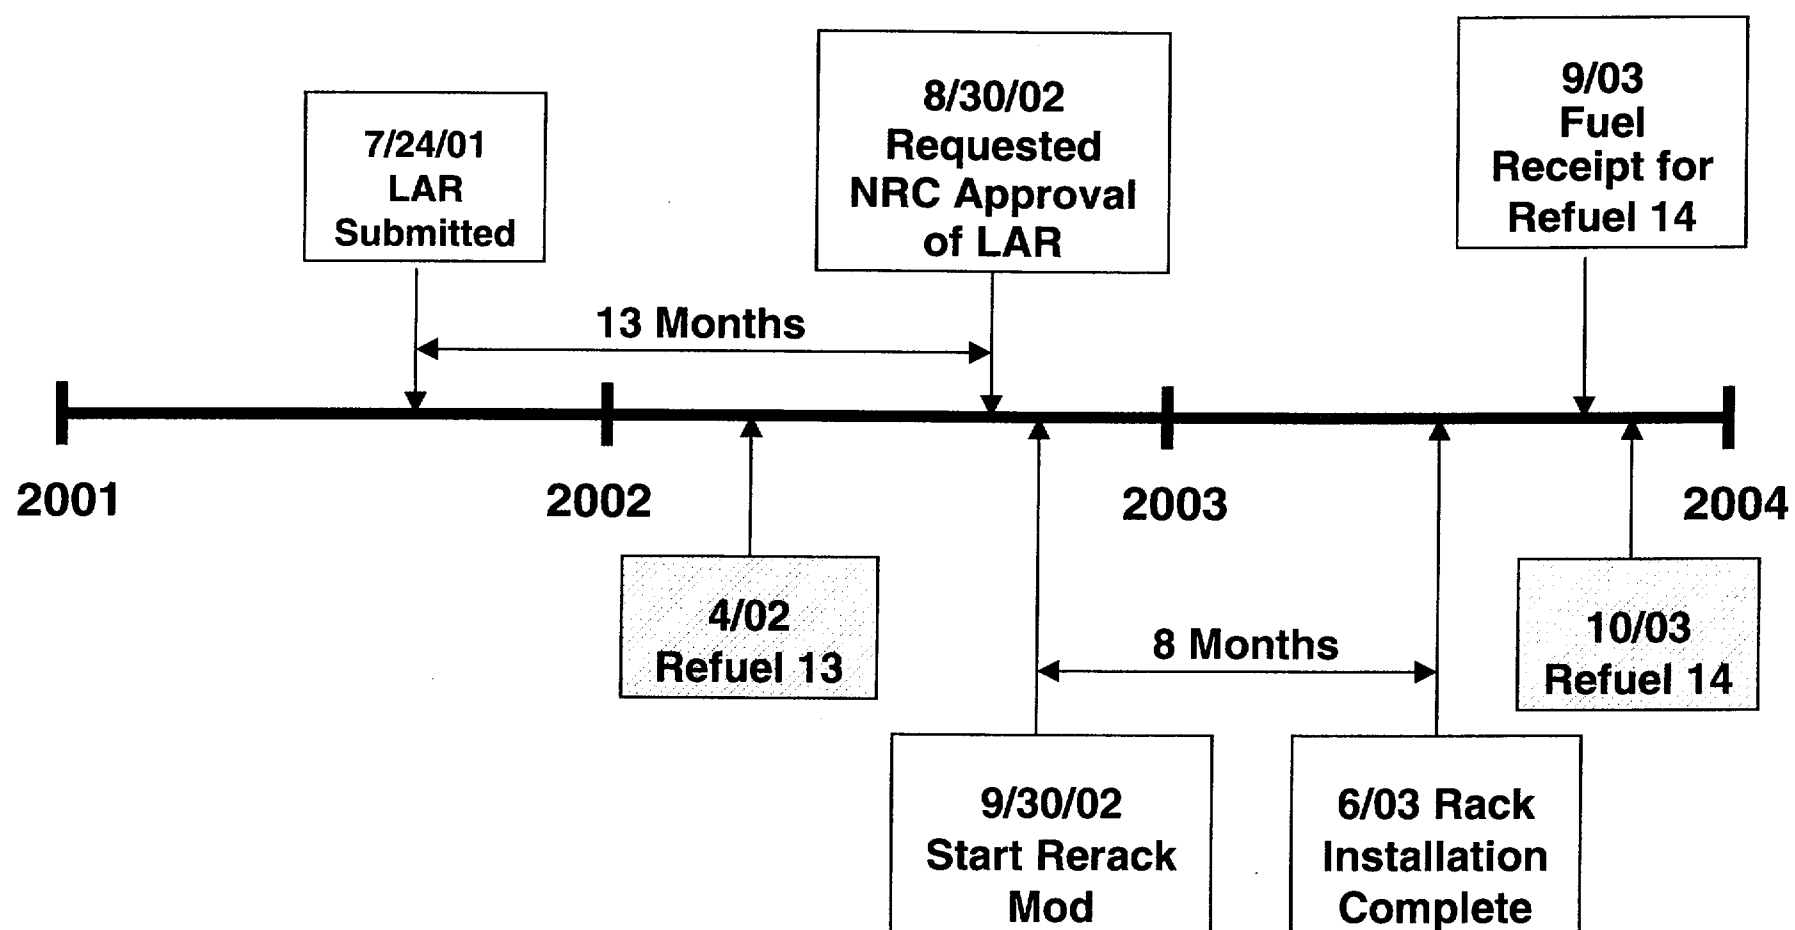 7/24/01
LAR
Submitted
8/30/02
Requested
NRC Approval
of LAR
9/03
Fuel
Receipt for
Refuel 14
13 Months
2001
2002
2003
2004
4/02
Refuel 13
8 Months
10/03
Refuel 14
9/30/02
Start Rerack
Mod
6/03 Rack
Installation
Complete